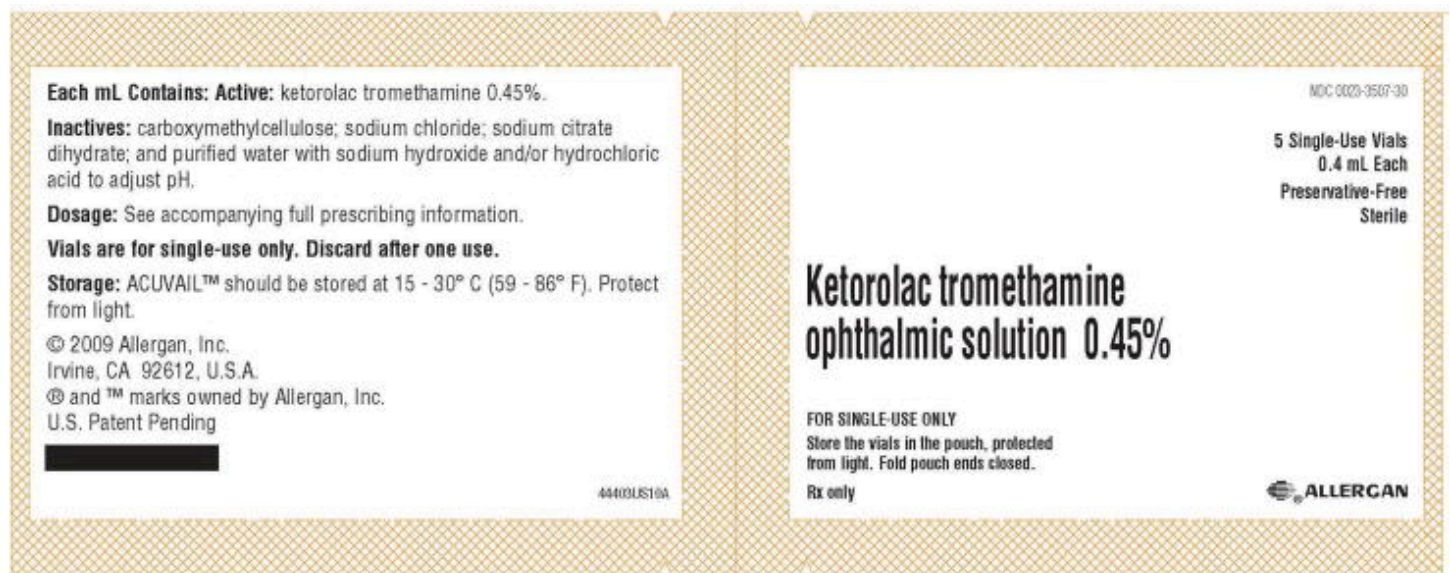 Each mL Contains: Active: ketorolac tromethamine 0.45%.
Inactives: carboxymethylcellulose; sodium chloride; sodium citrate
dihydrate; and purified water with sodium hydroxide and/or hydrochloric
acid to adjust pH.
Dosage: See accompanying full prescribing information.
Vials are for single-use only. Discard after one use.
Storage: ACUVAIL™ should be stored at 15 - 30° C (59 - 86° F). Protect
from light.
© 2009 Allergan, Inc.
Irvine, CA 92612, U.S.A.
® and ™ marks owned by Allergan, Inc.
U.S. Patent Pending
44403US10A
NDC 0023-3507-30
5 Single-Use Vials
0.4 mL Each
Preservative-Free
Sterile
Ketorolac tromethamine
ophthalmic solution 0.45%
FOR SINGLE-USE ONLY
Store the vials in the pouch, protected
from light. Fold pouch ends closed.
Rx only
® ALLERGAN